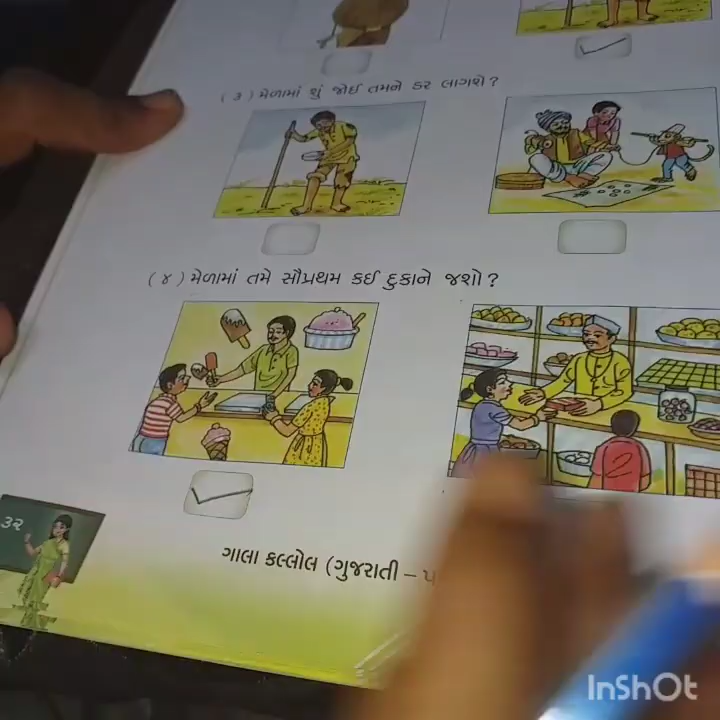 (૩) મેળામાં શું જોઈ તમને ડર લાગશે?
(૪) મેળામાં તમે સૌપ્રથમ કઈ દુકાને જશો?
૩૨
ગાલા કલ્લોલ (ગુજરાતી –
InShOt